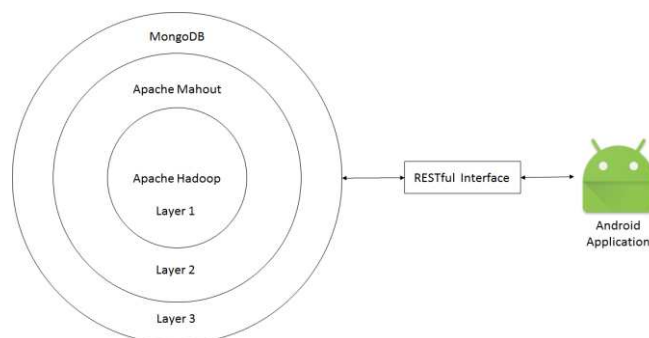 MongoDB
Apache Mahout
Apache Hadoop
Layer 1
Layer 2
Layer 3
RESTful Interface
Android
Application